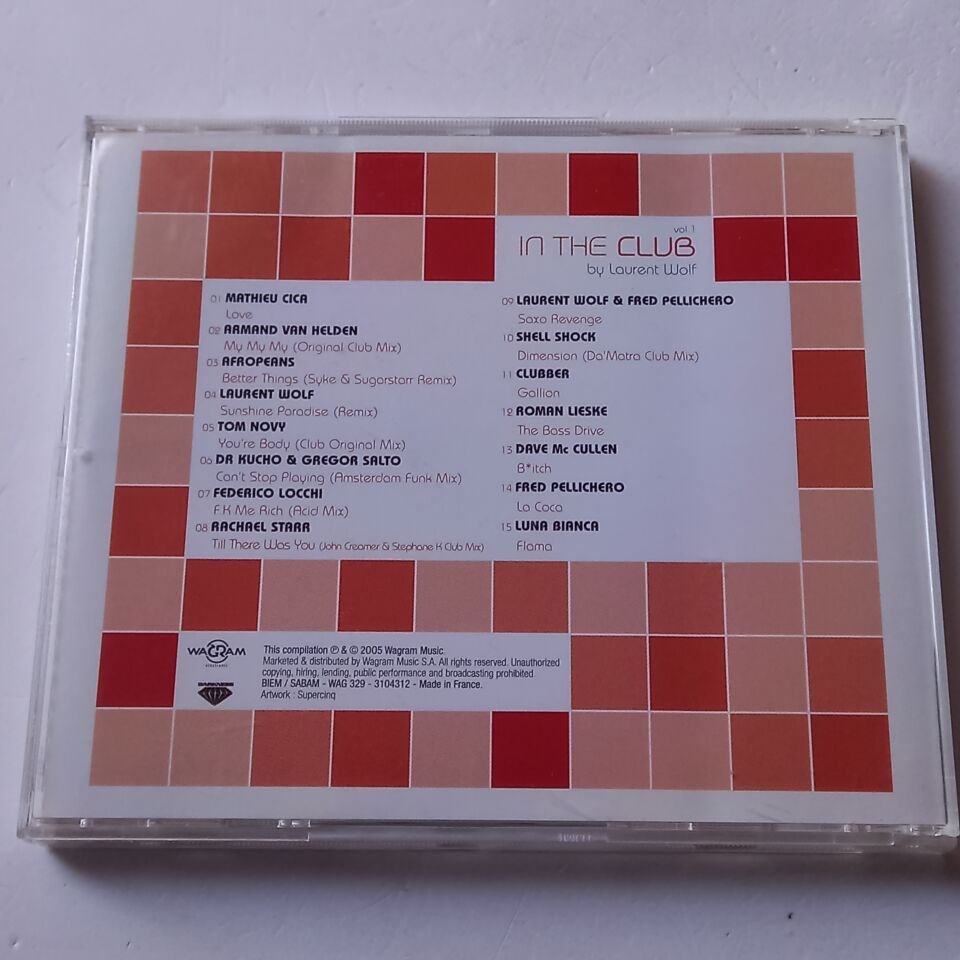 vol. 1
IN THE CLUB
by Laurent Wolf
01 MATHIEU CICA
Love
02 ARMAND VAN HELDEN
My My My (Original Club Mix)
03 AFROPEANS
Better Things (Syke & Sugarstarr Remix)
04 LAURENT WOLF
Sunshine Paradise (Remix)
05 TOM NOVY
You're Body (Club Original Mix)
06 DR KUCHO & GREGOR SALTO
Can't Stop Playing (Amsterdam Funk Mix)
07 FEDERICO LOCCHI
F.K Me Rich (Acid Mix)
08 RACHAEL STARR
Till There Was You (John Creamer & Stephane K Club Mix)
09 LAURENT WOLF & FRED PELLICHERO
Saxo Revenge
10 SHELL SHOCK
Dimension (Da'Matra Club Mix)
11 CLUBBER
Gallion
12 ROMAN LIESKE
The Bass Drive
13 DAVE Mc CULLEN
B*itch
14 FRED PELLICHERO
La Coca
15 LUNA BIANCA
Flama
WAGRAM
DARKNESS
This compilation ℗ & © 2005 Wagram Music.
Marketed & distributed by Wagram Music S.A. All rights reserved. Unauthorized
copying, hiring, lending, public performance and broadcasting prohibited.
BIEM / SABAM - WAG 329 - 3104312 - Made in France.
Artwork : Supercinq